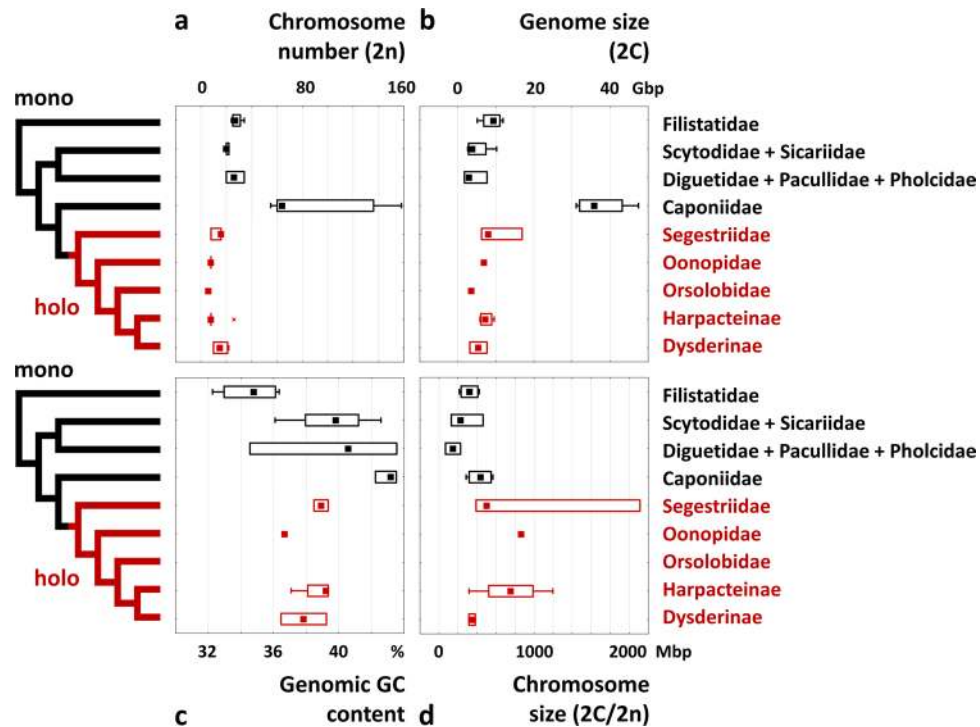 a Chromosome number (2n)
b Genome size (2C)
0 80 160
0 20 40 Gbp
mono
Filistatidae
Scytodidae + Sicariidae
Diguetidae + Pacullidae + Pholcidae
Caponiidae
Segestriidae
Oonopidae
Orsolobidae
holo
Harpacteinae
Dysderinae
mono
Filistatidae
Scytodidae + Sicariidae
Diguetidae + Pacullidae + Pholcidae
Caponiidae
Segestriidae
Oonopidae
Orsolobidae
holo
Harpacteinae
Dysderinae
32 36 40 %
0 1000 2000 Mbp
c Genomic GC content
d Chromosome size (2C/2n)